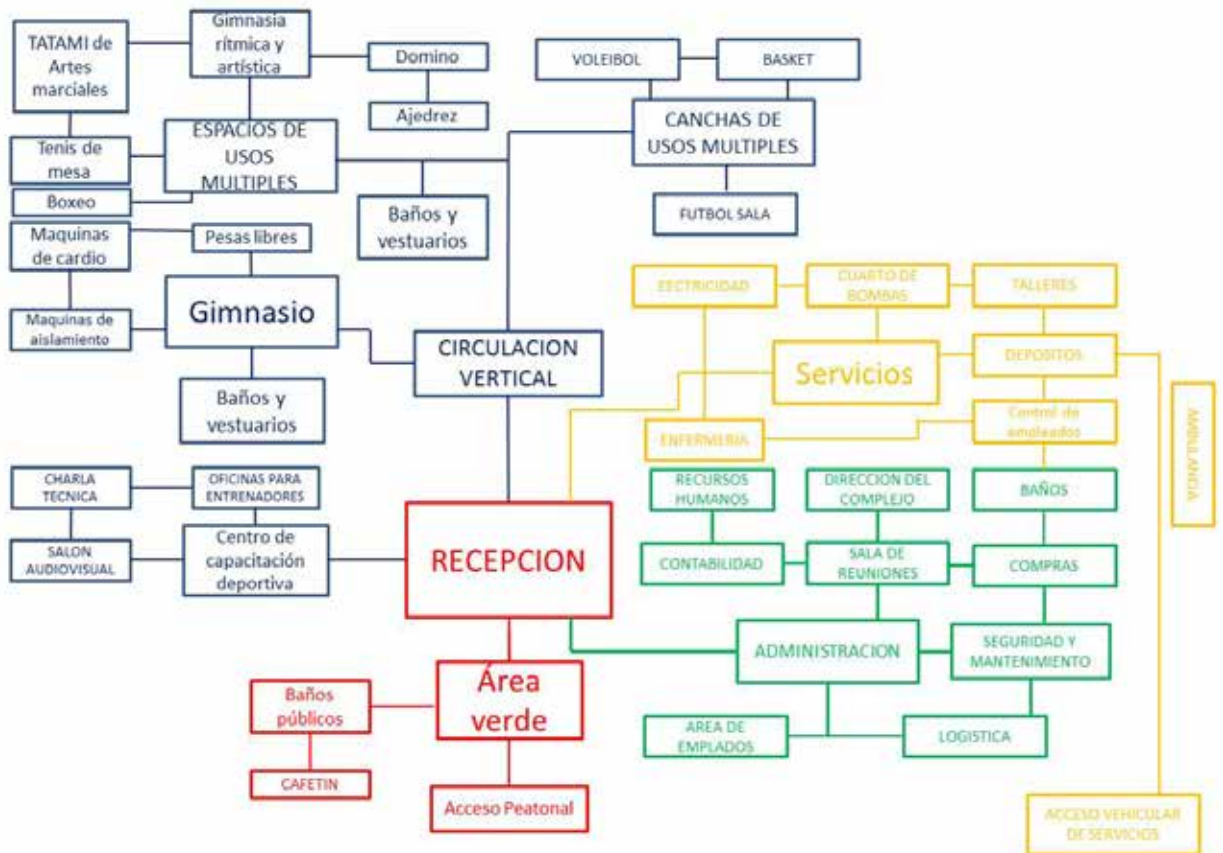 TATAMI de
Artes
marciales
Gimnasia
rítmica y
artística
Domino
Ajedrez
VOLEIBOL
BASKET
CANCHAS DE
USOS MULTIPLES
FUTBOL SALA
ESPACIOS DE
USOS
MULTIPLES
Tenis de
mesa
Boxeo
Baños y
vestuarios
Maquinas
de cardio
Pesas libres
Gimnasio
Maquinas de
aislamiento
Baños y
vestuarios
CIRCULACION
VERTICAL
EECTRICIDAD
CUARTO DE
BOMBAS
TALLERES
Servicios
DEPOSITOS
ENFERMERIA
Control de
empleados
AMBULANCIA
CHARLA
TECNICA
OFICINAS PARA
ENTRENADORES
SALON
AUDIOVISUAL
Centro de
capacitación
deportiva
RECEPCION
RECURSOS
HUMANOS
DIRECCION DEL
COMPLEJO
BAÑOS
CONTABILIDAD
SALA DE
REUNIONES
COMPRAS
ADMINISTRACION
SEGURIDAD Y
MANTENIMIENTO
AREA DE
EMPLADOS
LOGISTICA
Baños
públicos
Área
verde
CAFETIN
Acceso Peatonal
ACCESO VEHICULAR
DE SERVICIOS